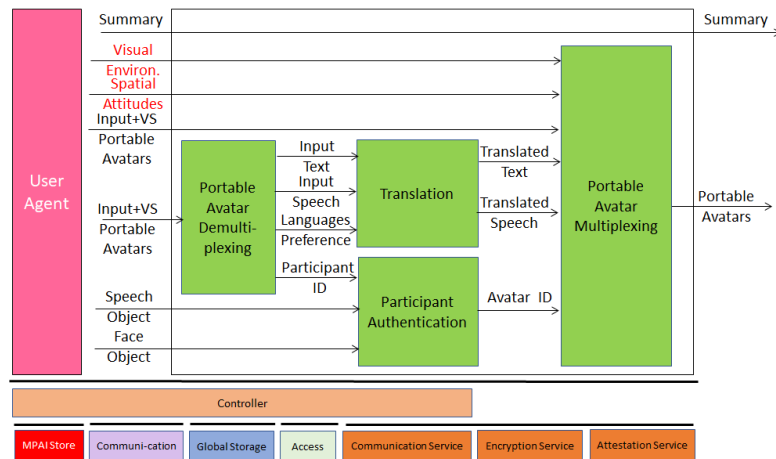 Summary
Summary
Visual
Environ.
Spatial
Attitudes
Input+VS
Portable
Avatars
User
Agent
Input+VS
Portable
Avatars
Portable
Avatar
Demulti-
plexing
Input
Text
Input
Speech
Languages
Preference
Translation
Translated
Text
Translated
Speech
Portable
Avatar
Multiplexing
Portable
Avatars
Participant
ID
Speech
Object
Face
Object
Participant
Authentication
Avatar ID
Controller
MPAI Store
Communi-cation
Global Storage
Access
Communication Service
Encryption Service
Attestation Service